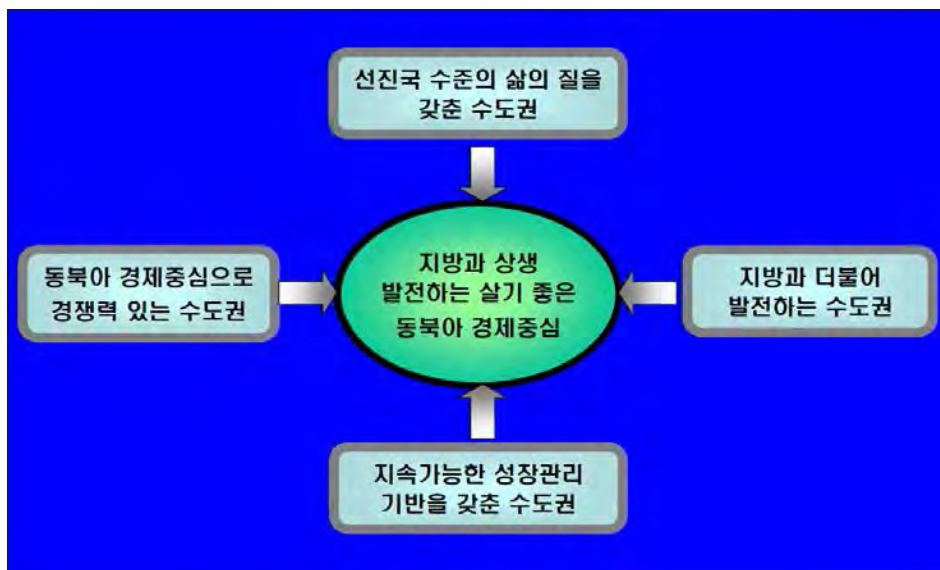 선진국 수준의 삶의 질을
갖춘 수도권
동북아 경제중심으로
경쟁력 있는 수도권
지방과 상생
발전하는 살기 좋은
동북아 경제중심
지방과 더불어
발전하는 수도권
지속가능한 성장관리
기반을 갖춘 수도권